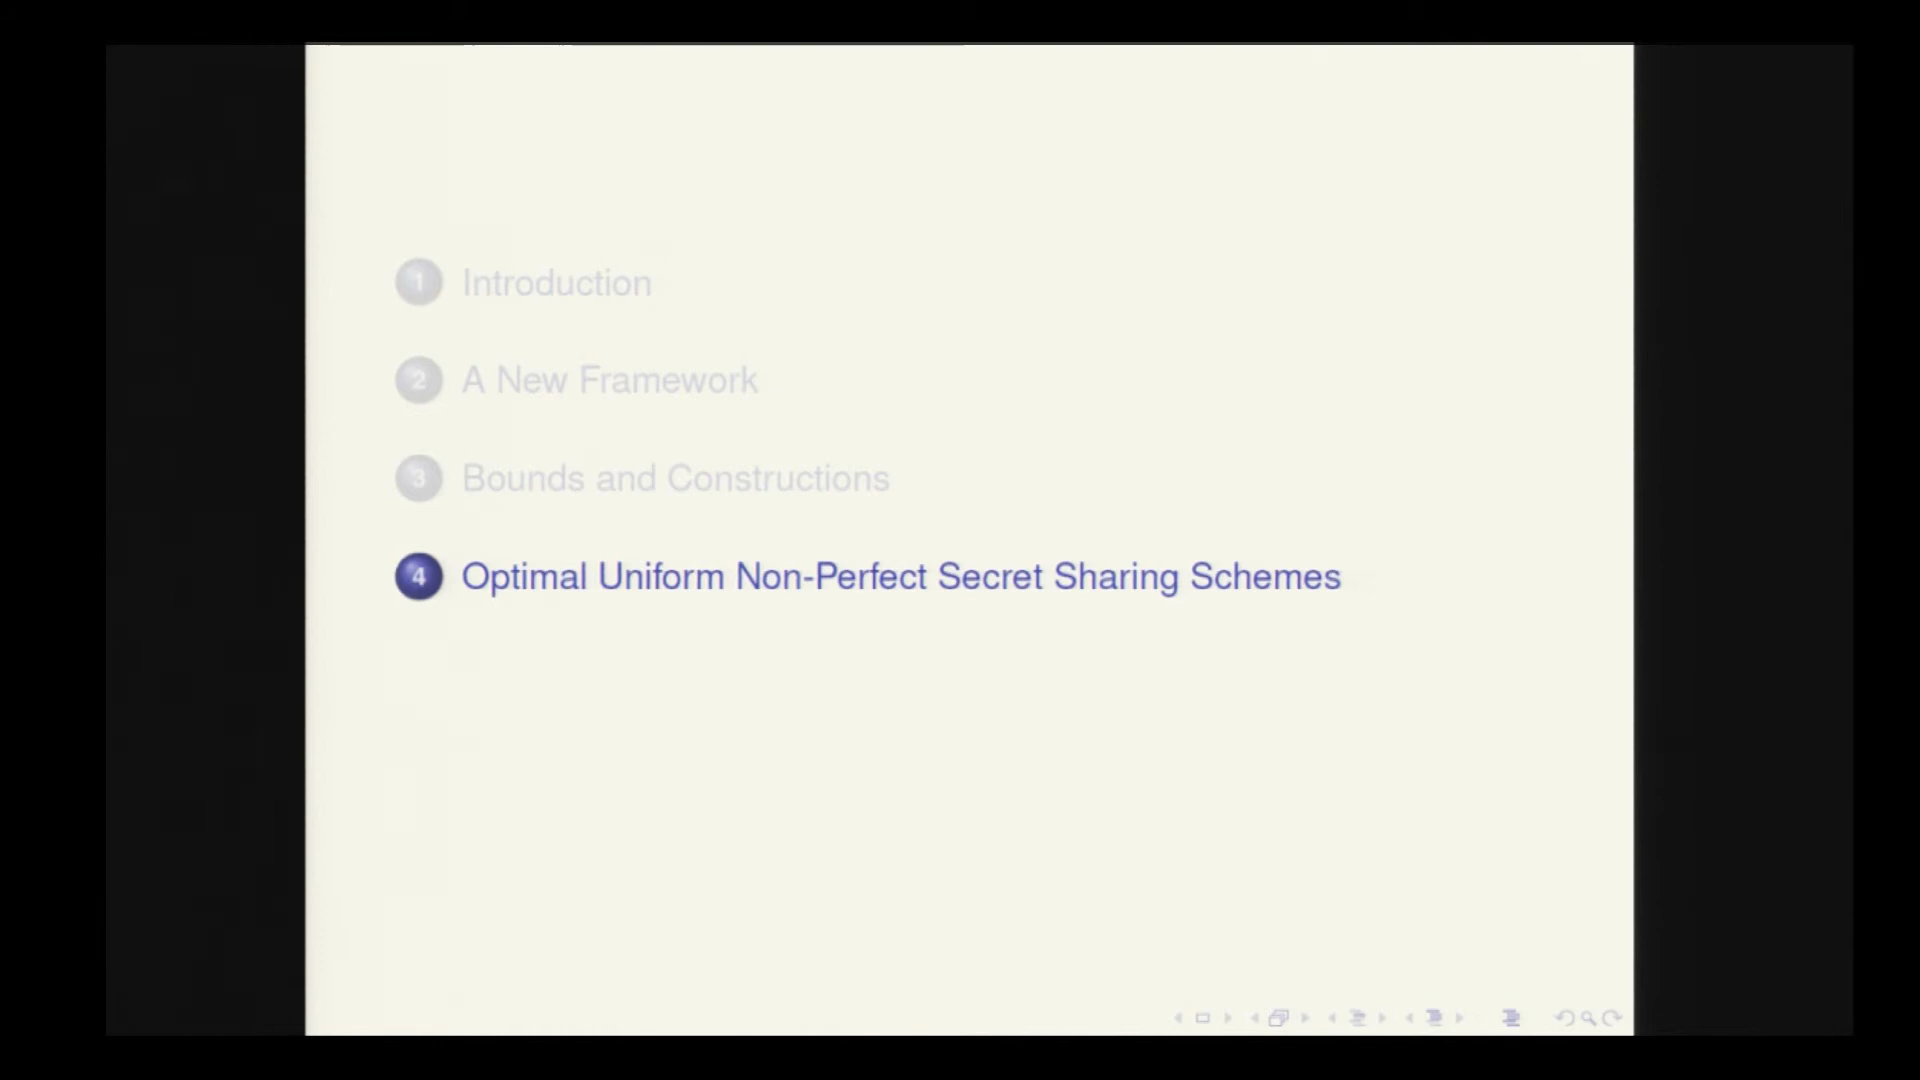 1 Introduction
2 A New Framework
3 Bounds and Constructions
4 Optimal Uniform Non-Perfect Secret Sharing Schemes